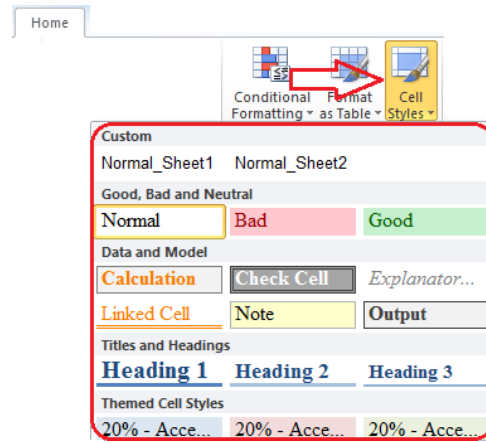 Home
Conditional Format Cell
Formatting as Table Styles
Custom
Normal_Sheet1 Normal_Sheet2
Good, Bad and Neutral
Normal Bad Good
Data and Model
Calculation Check Cell Explanator...
Linked Cell Note Output
Titles and Headings
Heading 1 Heading 2 Heading 3
Themed Cell Styles
20% - Acce... 20% - Acce... 20% - Acce...